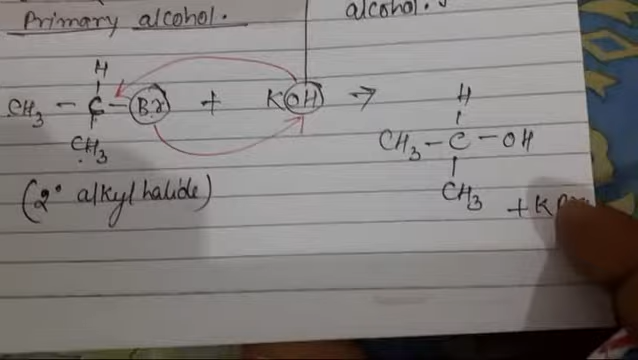 Primary alcohol.
alcohol.
H
CH3 - C - Br + KOH →
CH3
(2° alkyl halide)
H
CH3 - C - OH
CH3
+ K